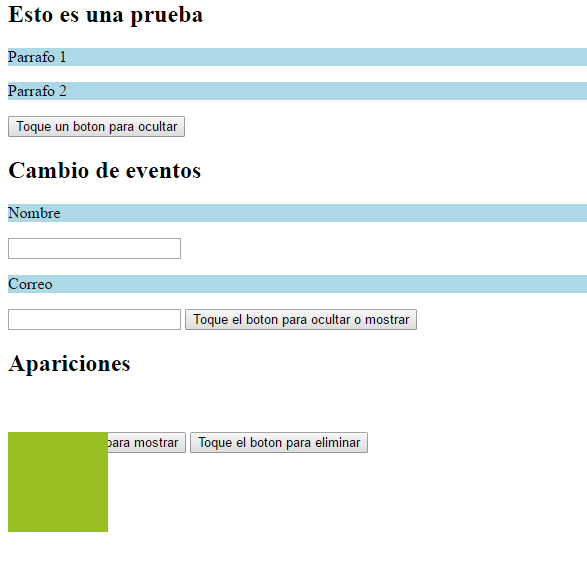 Esto es una prueba
Parrafo 1
Parrafo 2
Toque un boton para ocultar
Cambio de eventos
Nombre
Correo
Toque el boton para ocultar o mostrar
Apariciones
para mostrar Toque el boton para eliminar